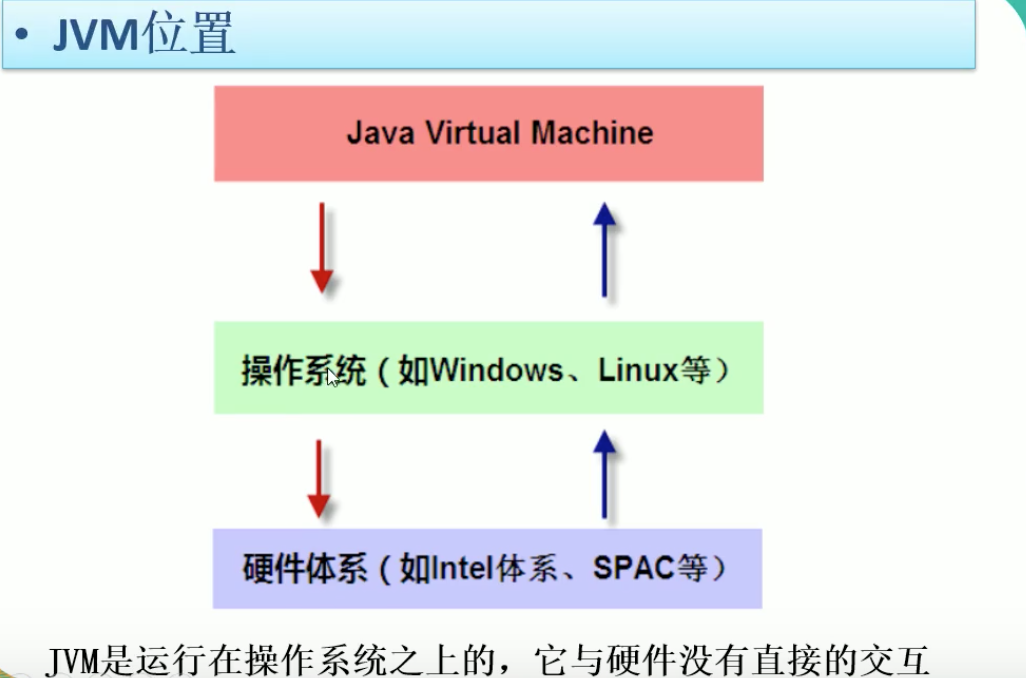 • JVM位置
Java Virtual Machine
操作系统（如Windows、Linux等）
硬件体系（如Intel体系、SPAC等）
JVM是运行在操作系统之上的，它与硬件没有直接的交互